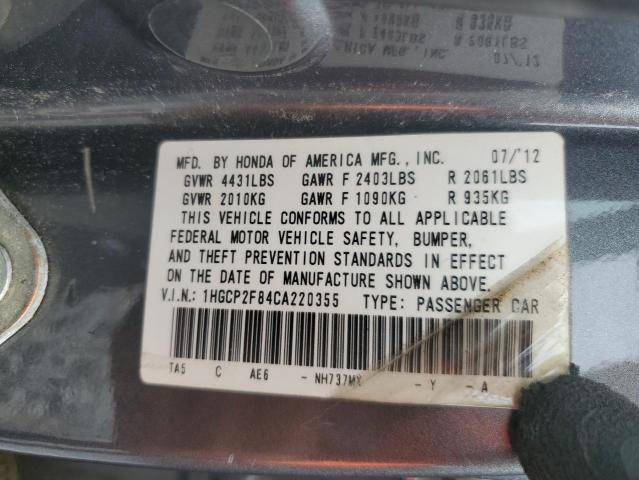 MFD. BY HONDA OF AMERICA MFG., INC. 07/'12
GVWR 4431LBS GAWR F 2403LBS R 2061LBS
GVWR 2010KG GAWR F 1090KG R 935KG
THIS VEHICLE CONFORMS TO ALL APPLICABLE
FEDERAL MOTOR VEHICLE SAFETY, BUMPER,
AND THEFT PREVENTION STANDARDS IN EFFECT
ON THE DATE OF MANUFACTURE SHOWN ABOVE.
V.I.N.: 1HGCP2F84CA220355 TYPE: PASSENGER CAR
TA5 C AE6 - NH737MX - Y - A